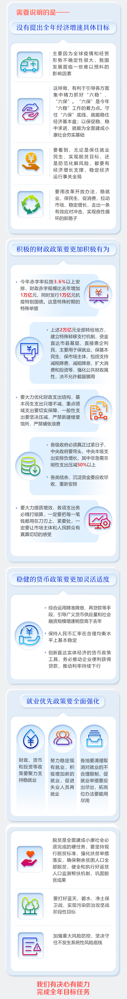 需要说明的是——
没有提出全年经济增速具体目标
主要因为全球疫情和经贸
形势不确定性很大，我国
发展面临一些难以预料的
影响因素
这样做，有利于引导各方面
集中精力抓好“六稳”、
“六保”。“六保”是今年
“六稳”工作的着力点。守
住“六保”底线，就能稳住
经济基本盘；以保促稳、稳
中求进，就能为全面建成小
康社会夯实基础
要看到，无论是保住就业
民生、实现脱贫目标，还
是防范化解风险，都要有
经济增长支撑，稳定经济
运行事关全局
要用改革开放办法，稳就
业、保民生、促消费，拉动
市场、稳定增长，走出一条
有效应对冲击、实现良性循
环的新路子
积极的财政政策要更加积极有为
今年赤字率拟按3.6%以上安
排，财政赤字规模比去年增加
1万亿元，同时发行1万亿元抗
疫特别国债。这是特殊时期的
特殊举措
上述2万亿元全部转给地方，
建立特殊转移支付机制，资金
直达市县基层、直接惠企利
民，主要用于保就业、保基本
民生、保市场主体，包括支持
减税降费、减租降息、扩大消
费和投资等，强化公共财政属
性，决不允许截留挪用
要大力优化财政支出结构，基
本民生支出只增不减，重点领
域支出要切实保障，一般性支
出要坚决压减，严禁新建楼堂
馆所，严禁铺张浪费
各级政府必须真正过紧日子，
中央政府要带头，中央本级支
出安排负增长，其中非急需非
刚性支出压减50%以上
各类结余、沉淀资金要应收尽
收、重新安排
要大力提质增效，各项支出务
必精打细算，一定要把每一笔
钱都用在刀刃上、紧要处，一
定要让市场主体和人民群众有
真真切切的感受
稳健的货币政策要更加灵活适度
综合运用降准降息、再贷款等手
段，引导广义货币供应量和社会
融资规模增速明显高于去年
保持人民币汇率在合理均衡水
平上基本稳定
创新直达实体经济的货币政策
工具，务必推动企业便利获得
贷款，推动利率持续下行
就业优先政策要全面强化
财政、货币
和投资等政
策要聚力支
持稳就业
努力稳定现
有就业，积
极增加新的
就业，促进
失业人员再
就业
各地要清理取
消对就业的不
合理限制，促
就业举措要应
出尽出，拓岗
位办法要能用
尽用
脱贫是全面建成小康社会必
须完成的硬任务，要坚持现
行脱贫标准，强化扶贫举措
落实，确保剩余贫困人口全
部脱贫，健全和执行好返贫
人口监测帮扶机制，巩固脱
贫成果
要打好蓝天、碧水、净土保
卫战，实现污染防治攻坚战
阶段性目标
加强重大风险防控，坚决守
住不发生系统性风险底线
我们有决心有能力
完成全年目标任务